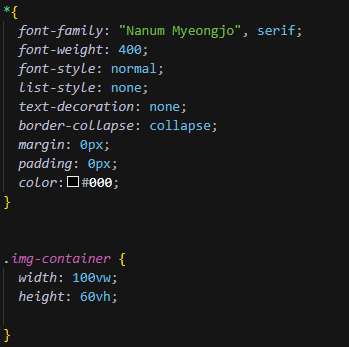 *{
font-family: "Nanum Myeongjo", serif;
font-weight: 400;
font-style: normal;
list-style: none;
text-decoration: none;
border-collapse: collapse;
margin: 0px;
padding: 0px;
color:#000;
}
.img-container {
width: 100vw;
height: 60vh;
}